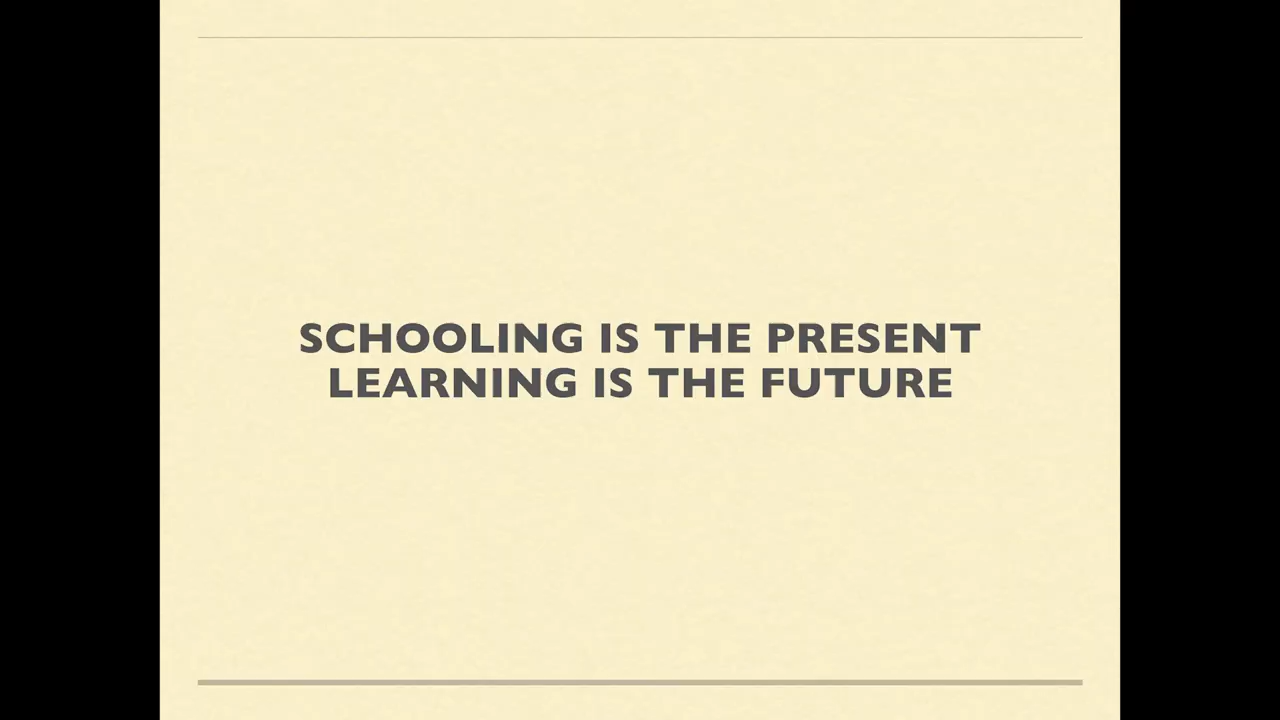 SCHOOLING IS THE PRESENT
LEARNING IS THE FUTURE